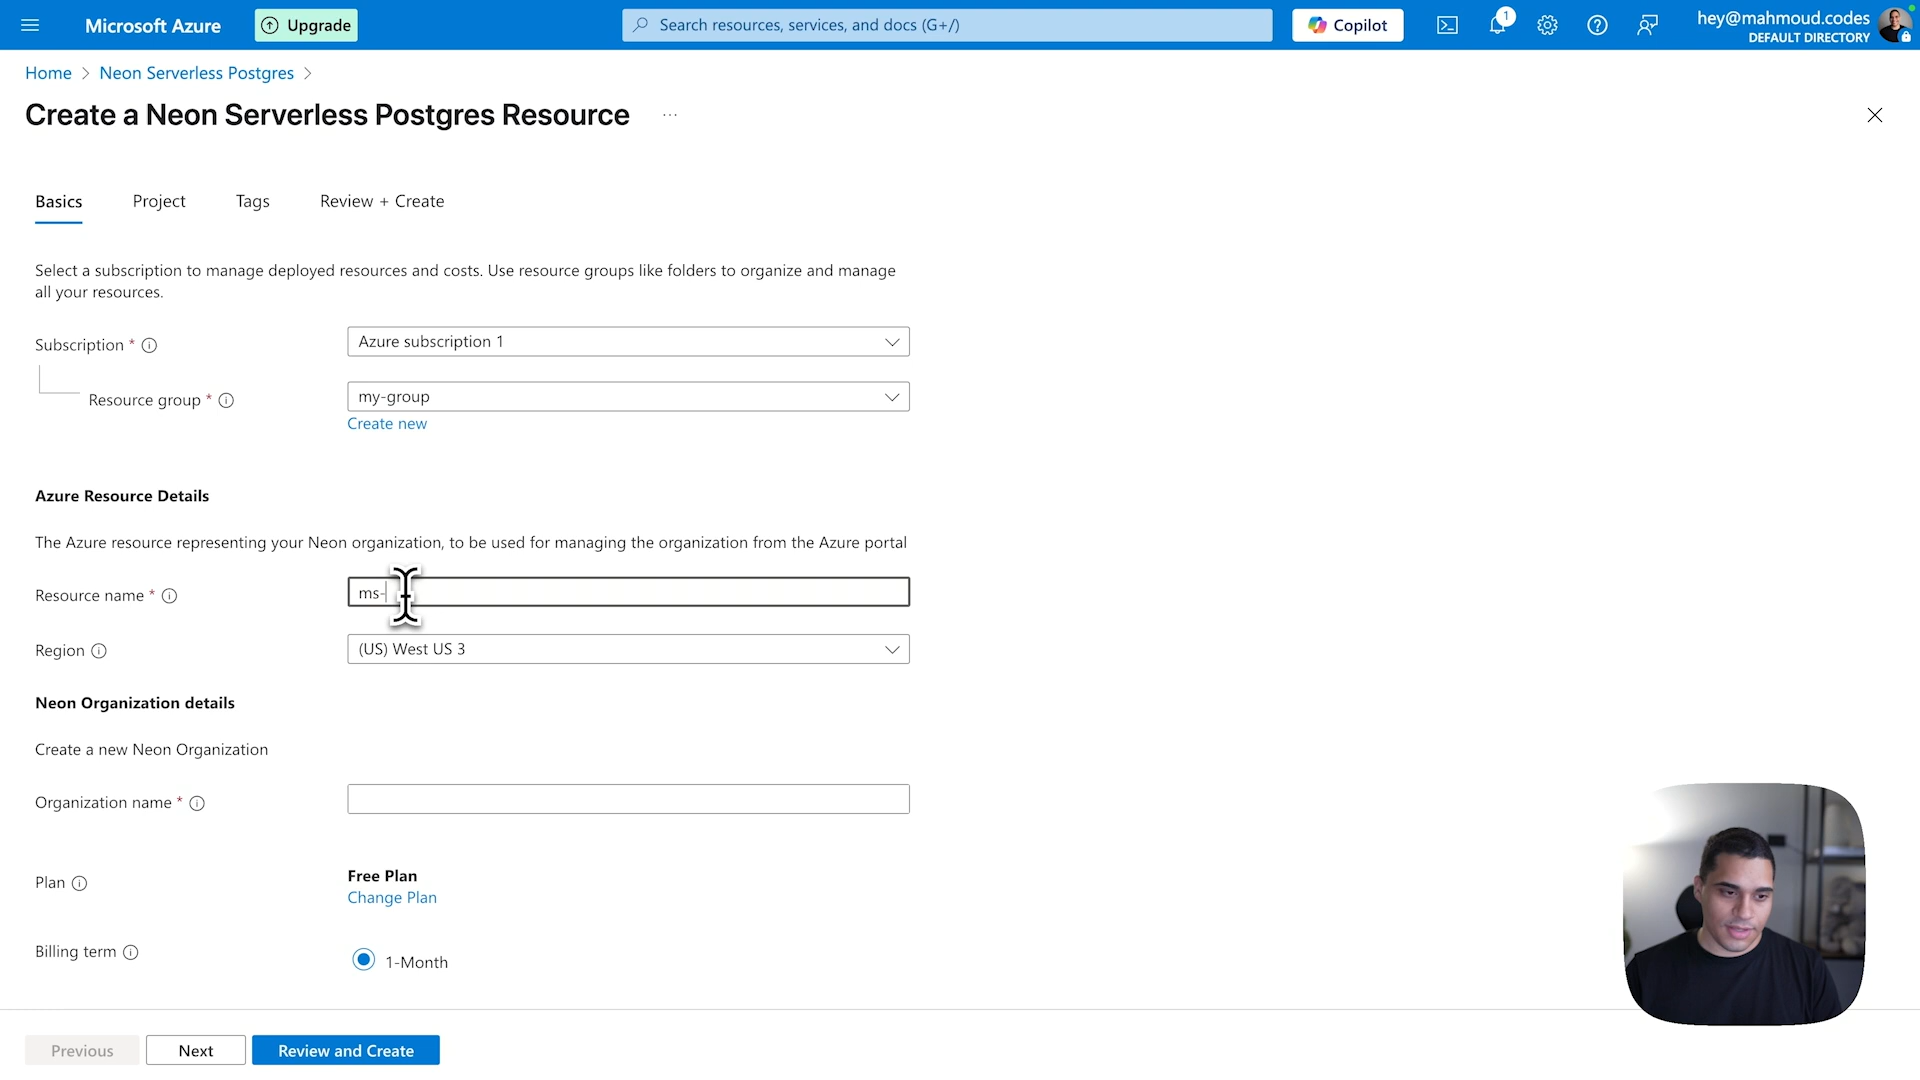 Microsoft Azure
Upgrade
Search resources, services, and docs (G+/)
Copilot
1
hey@mahmoud.codes
DEFAULT DIRECTORY
Home > Neon Serverless Postgres >
Create a Neon Serverless Postgres Resource ...
Basics
Project
Tags
Review + Create
Select a subscription to manage deployed resources and costs. Use resource groups like folders to organize and manage
all your resources.
Subscription *
Azure subscription 1
Resource group *
my-group
Create new
Azure Resource Details
The Azure resource representing your Neon organization, to be used for managing the organization from the Azure portal
Resource name *
ms-
Region
(US) West US 3
Neon Organization details
Create a new Neon Organization
Organization name *
Plan
Free Plan
Change Plan
Billing term
1-Month
Previous
Next
Review and Create